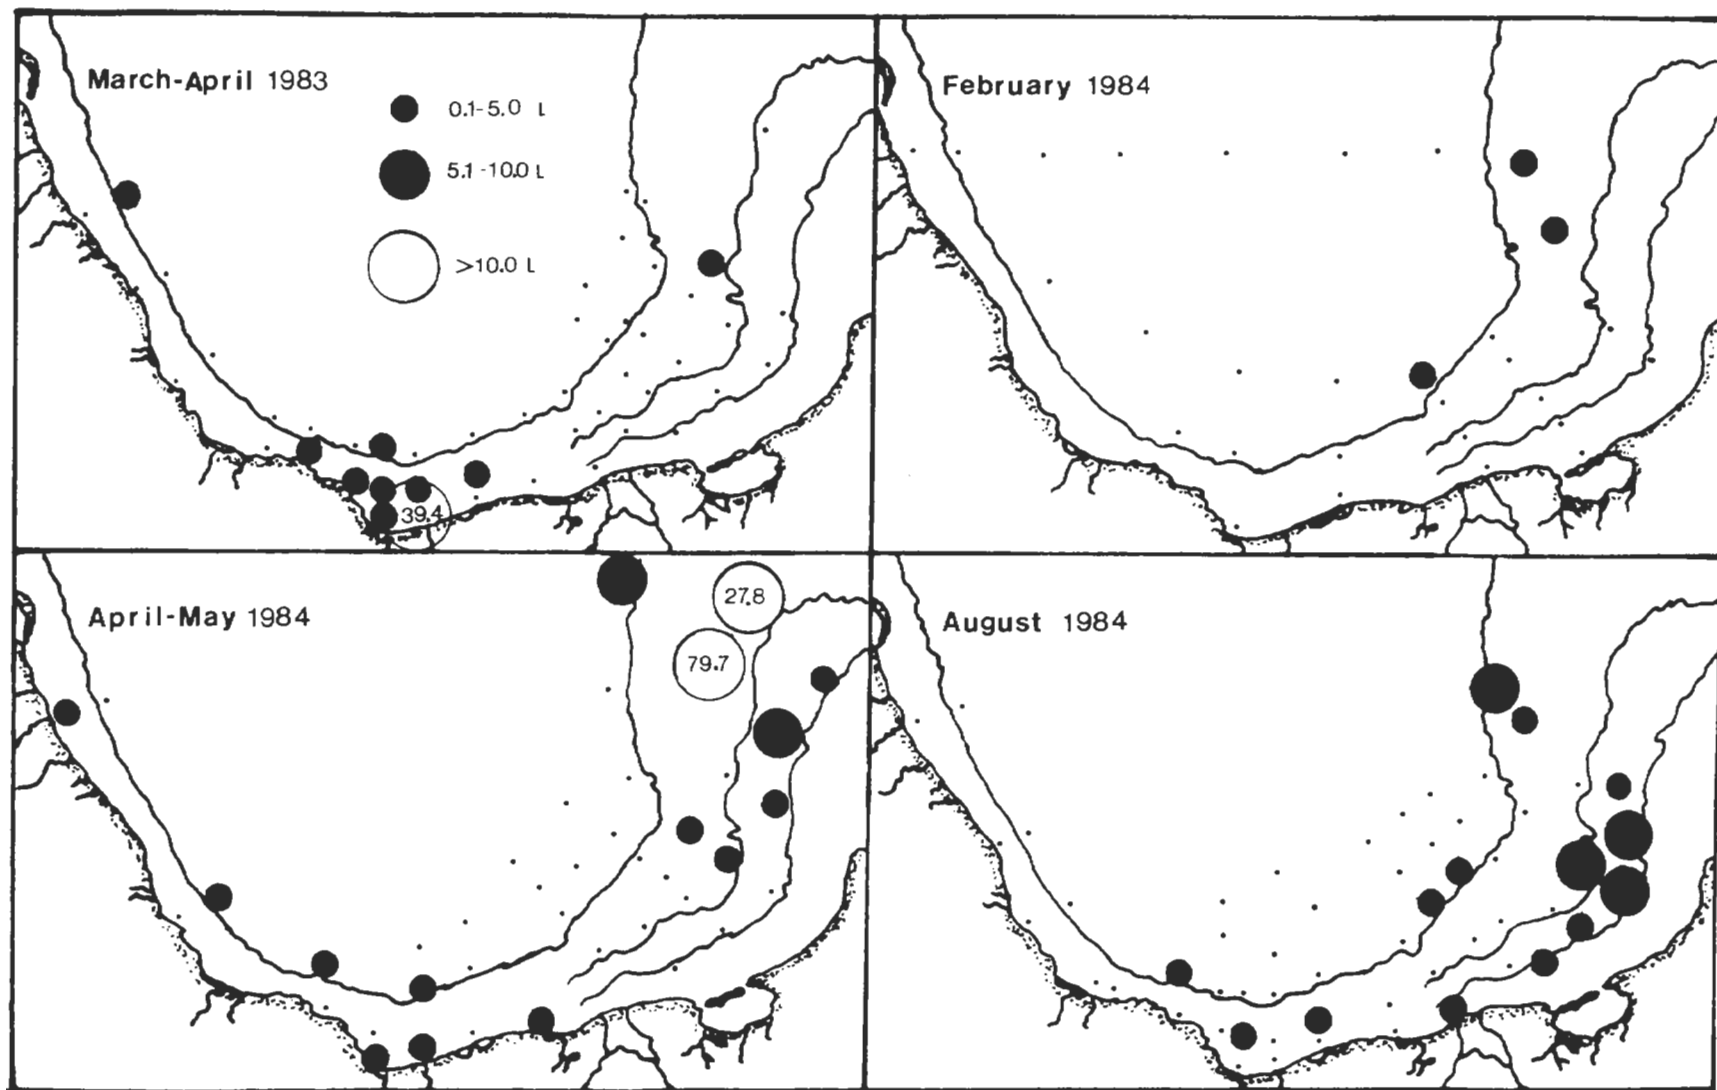 March-April 1983
0.1-5.0 L
5.1-10.0 L
>10.0 L
39.4
February 1984
April-May 1984
27.8
79.7
August 1984